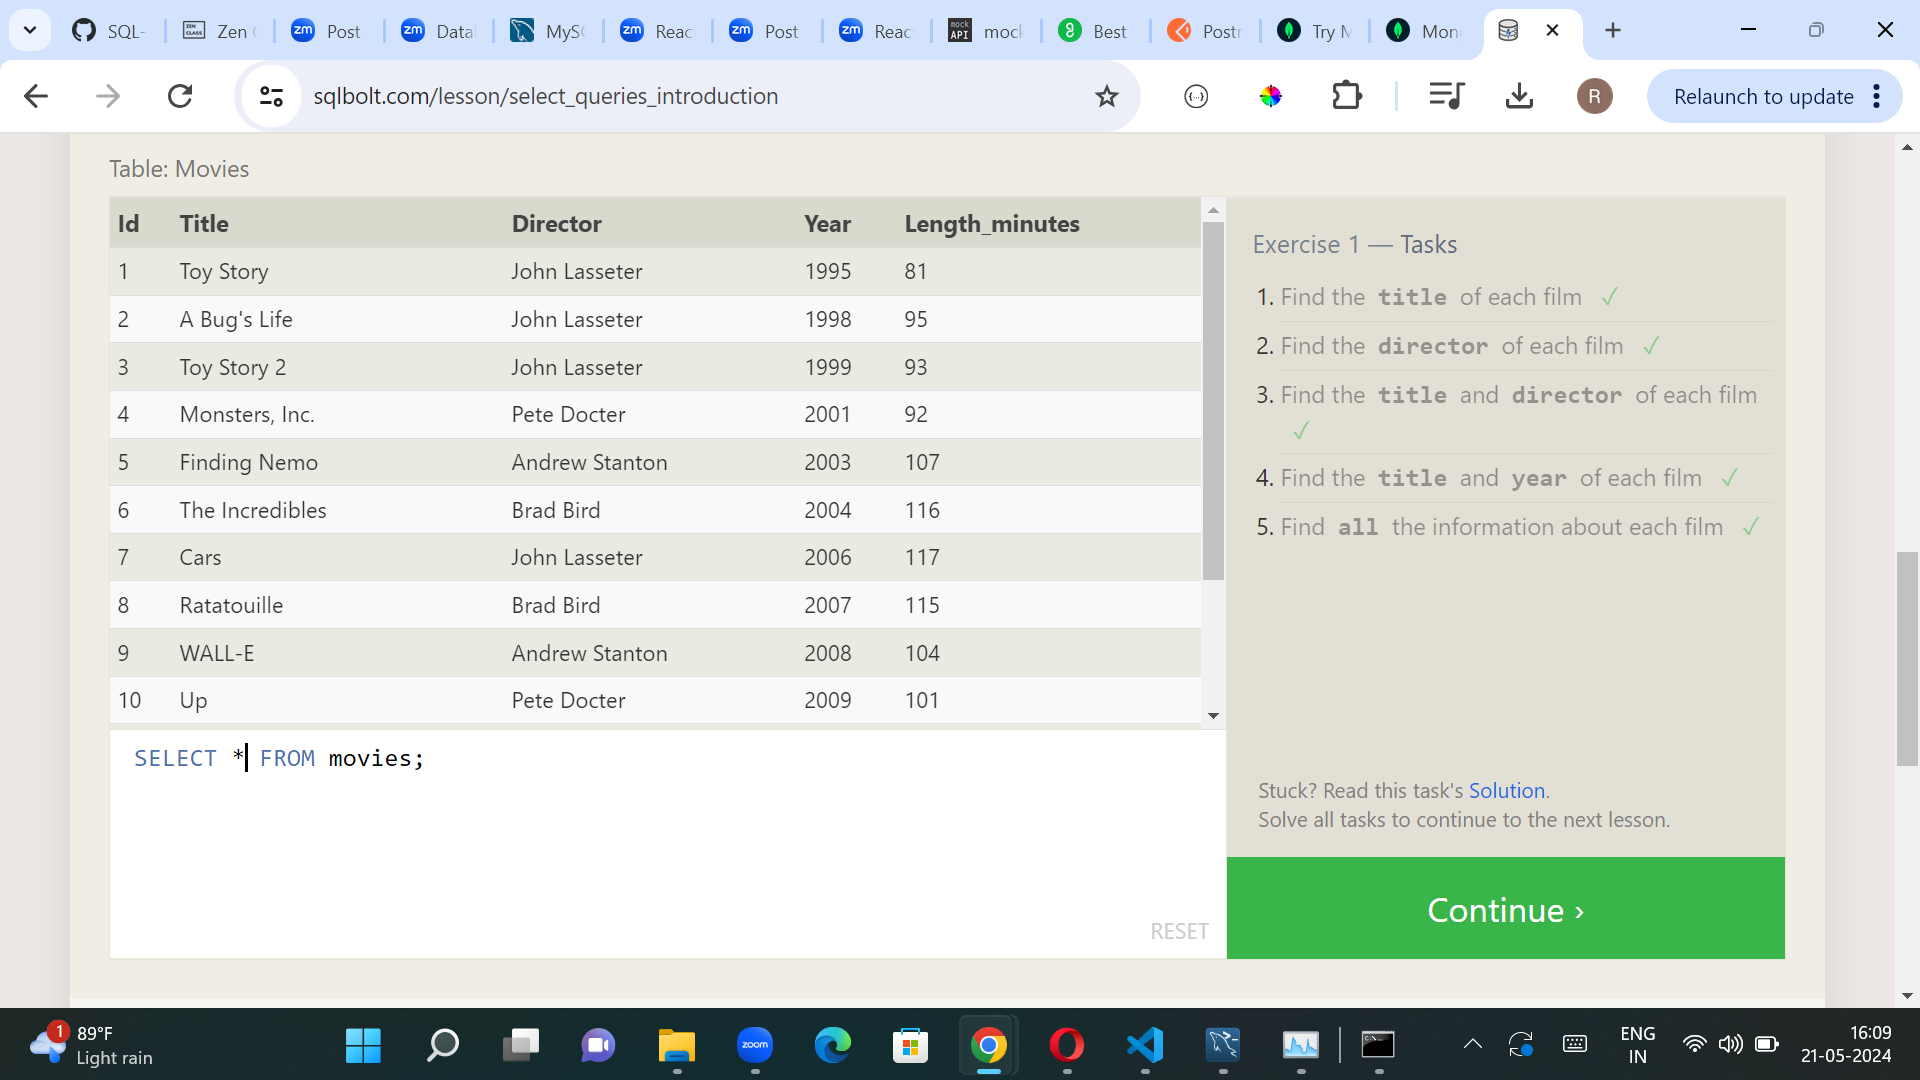 SQL-
Zen C
zm Post
zm Data
MySC
zm Reac
zm Post
zm Reac
mock API mock
Best
Postr
Try M
Mon
sqlbolt.com/lesson/select_queries_introduction
R
Relaunch to update
Table: Movies
Id Title Director Year Length_minutes
1 Toy Story John Lasseter 1995 81
2 A Bug's Life John Lasseter 1998 95
3 Toy Story 2 John Lasseter 1999 93
4 Monsters, Inc. Pete Docter 2001 92
5 Finding Nemo Andrew Stanton 2003 107
6 The Incredibles Brad Bird 2004 116
7 Cars John Lasseter 2006 117
8 Ratatouille Brad Bird 2007 115
9 WALL-E Andrew Stanton 2008 104
10 Up Pete Docter 2009 101
SELECT * FROM movies;
RESET
Exercise 1 — Tasks
1. Find the title of each film ✓
2. Find the director of each film ✓
3. Find the title and director of each film
✓
4. Find the title and year of each film ✓
5. Find all the information about each film ✓
Stuck? Read this task's Solution.
Solve all tasks to continue to the next lesson.
Continue ›
1
89°F
Light rain
zoom
ENG
IN
16:09
21-05-2024